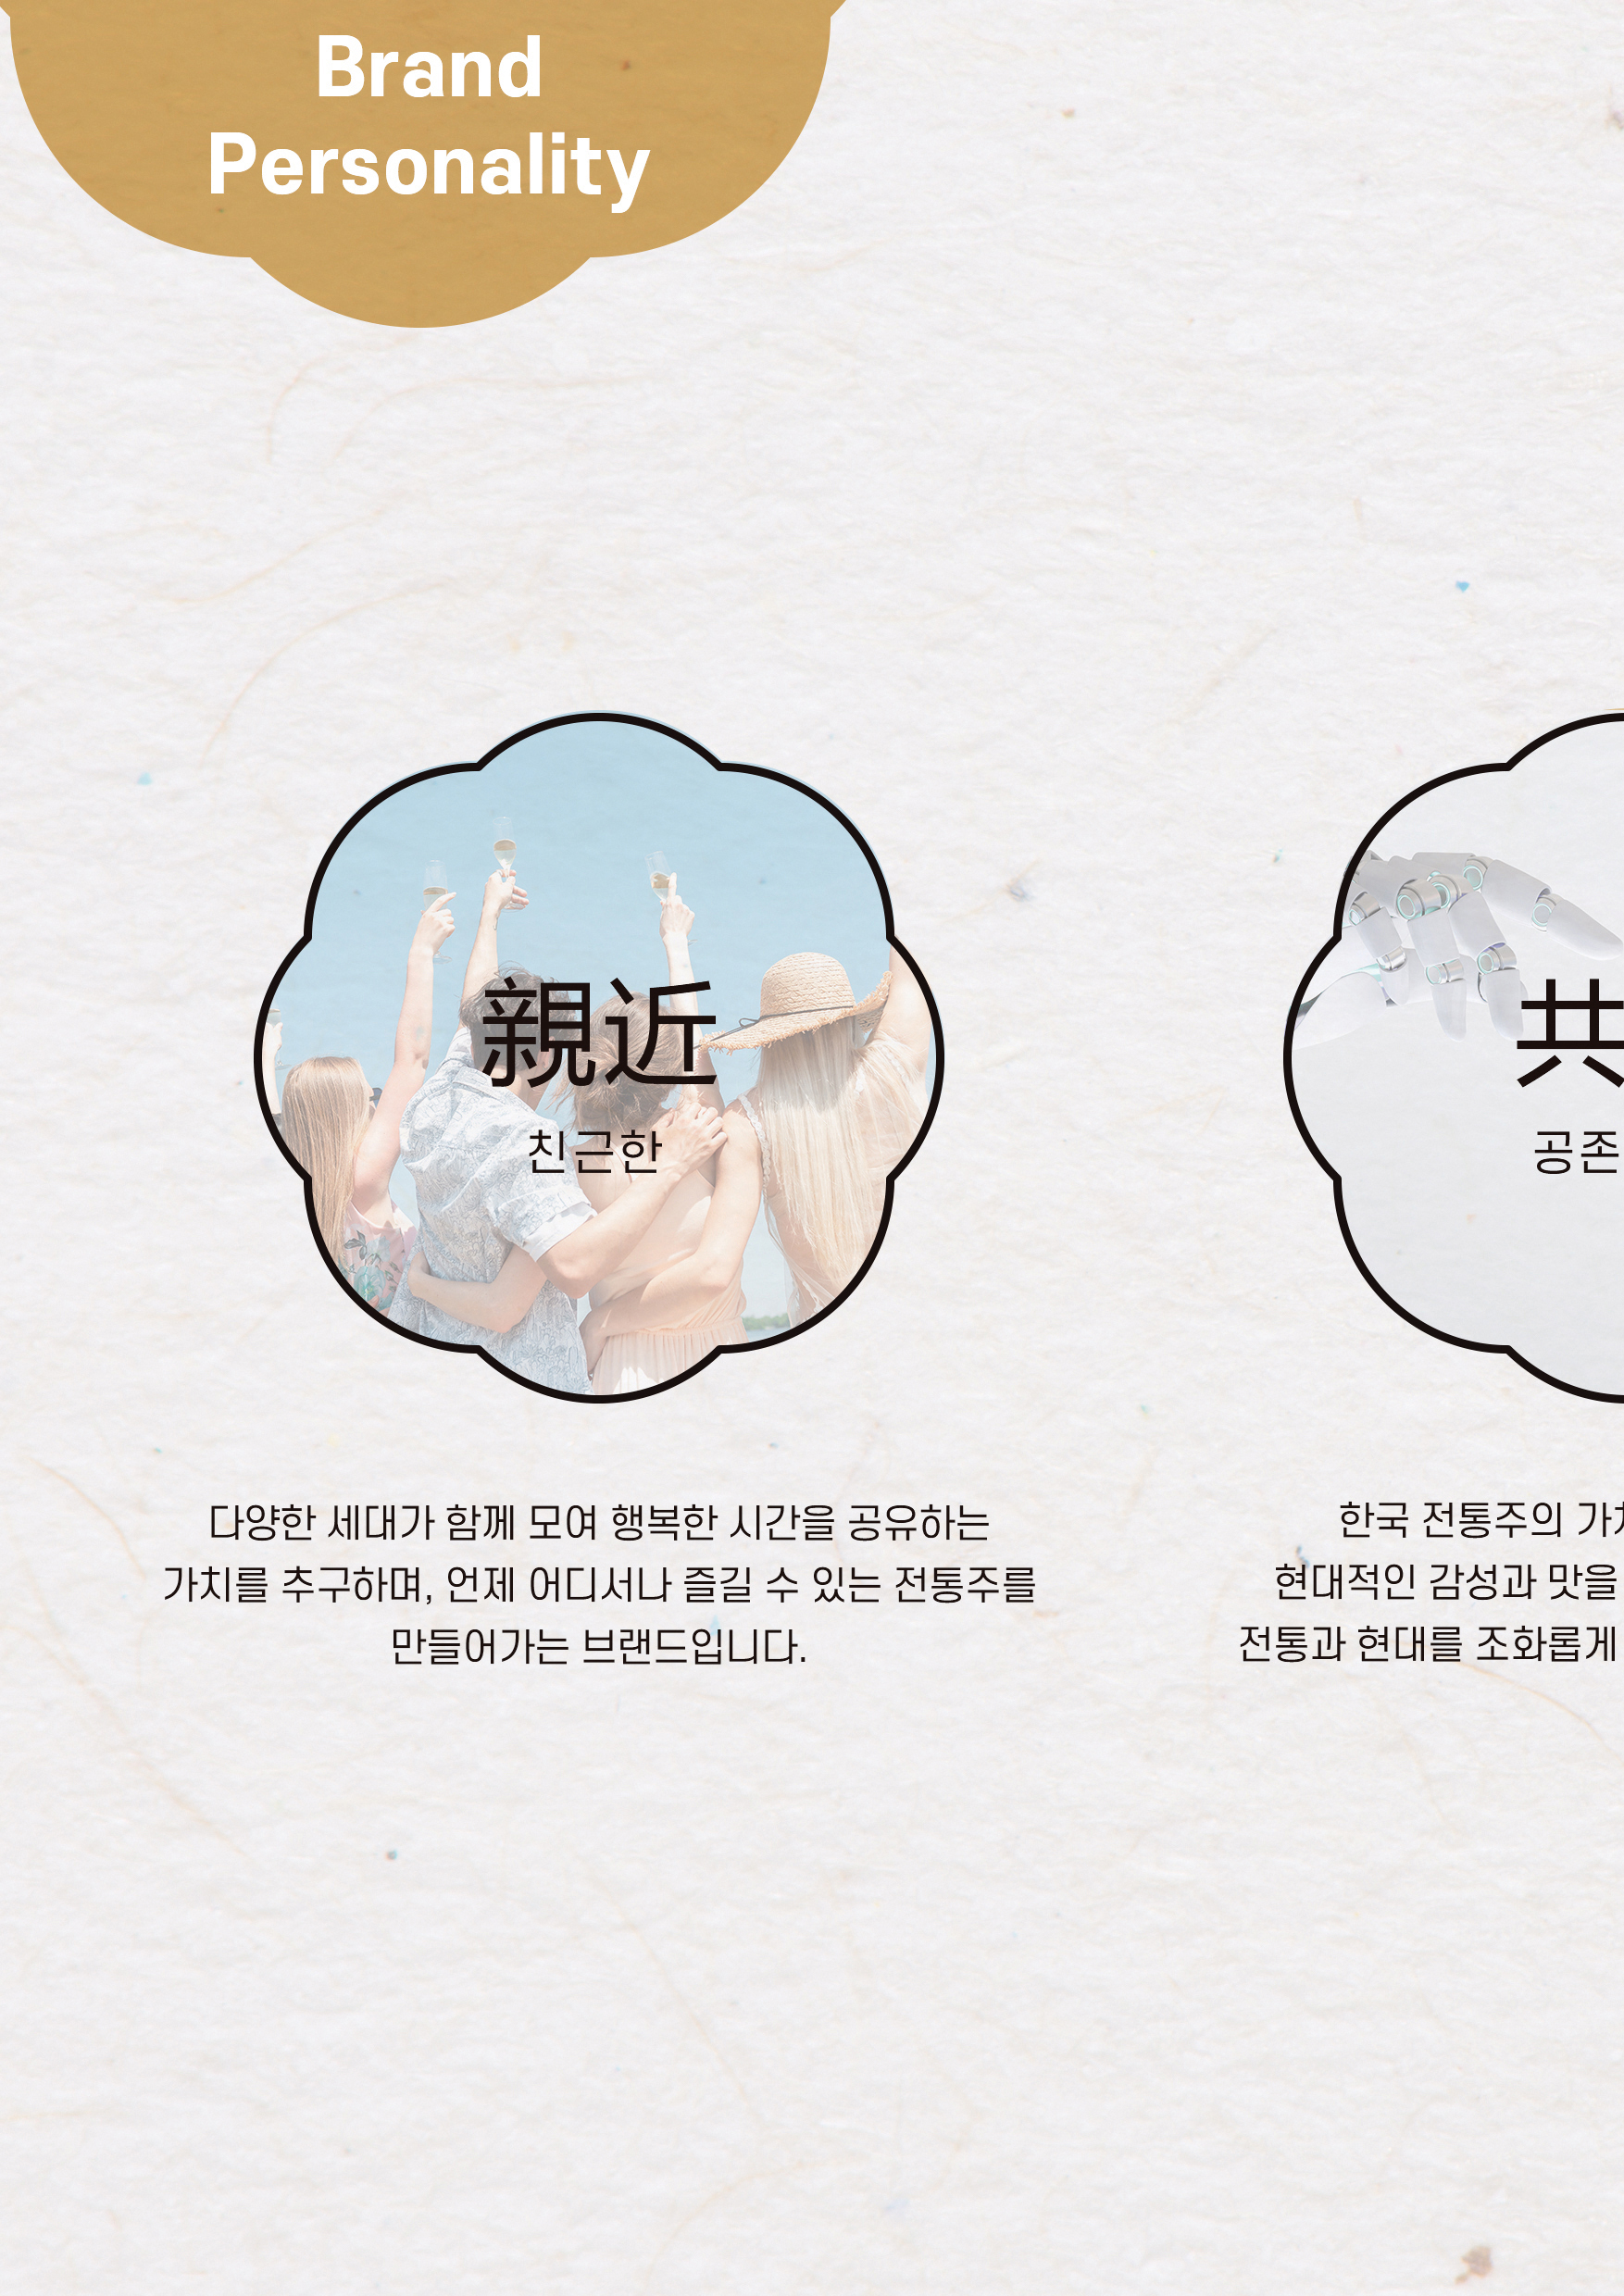 Brand
Personality
親近
친근한
다양한 세대가 함께 모여 행복한 시간을 공유하는
가치를 추구하며, 언제 어디서나 즐길 수 있는 전통주를
만들어가는 브랜드입니다.
共
공존
한국 전통주의
현대적인 감성과 맛을
전통과 현대를 조화롭게